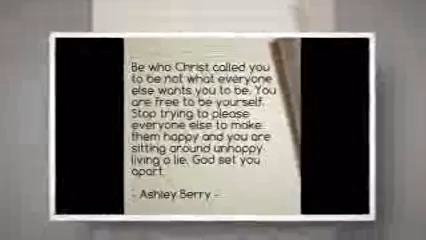 Be who Christ called you
to be not what everyone
else wants you to be. You
are free to be yourself.
Stop trying to please
everyone else to make
them happy and you are
sitting around unhappy
living a lie. God set you
apart.
- Ashley Berry -